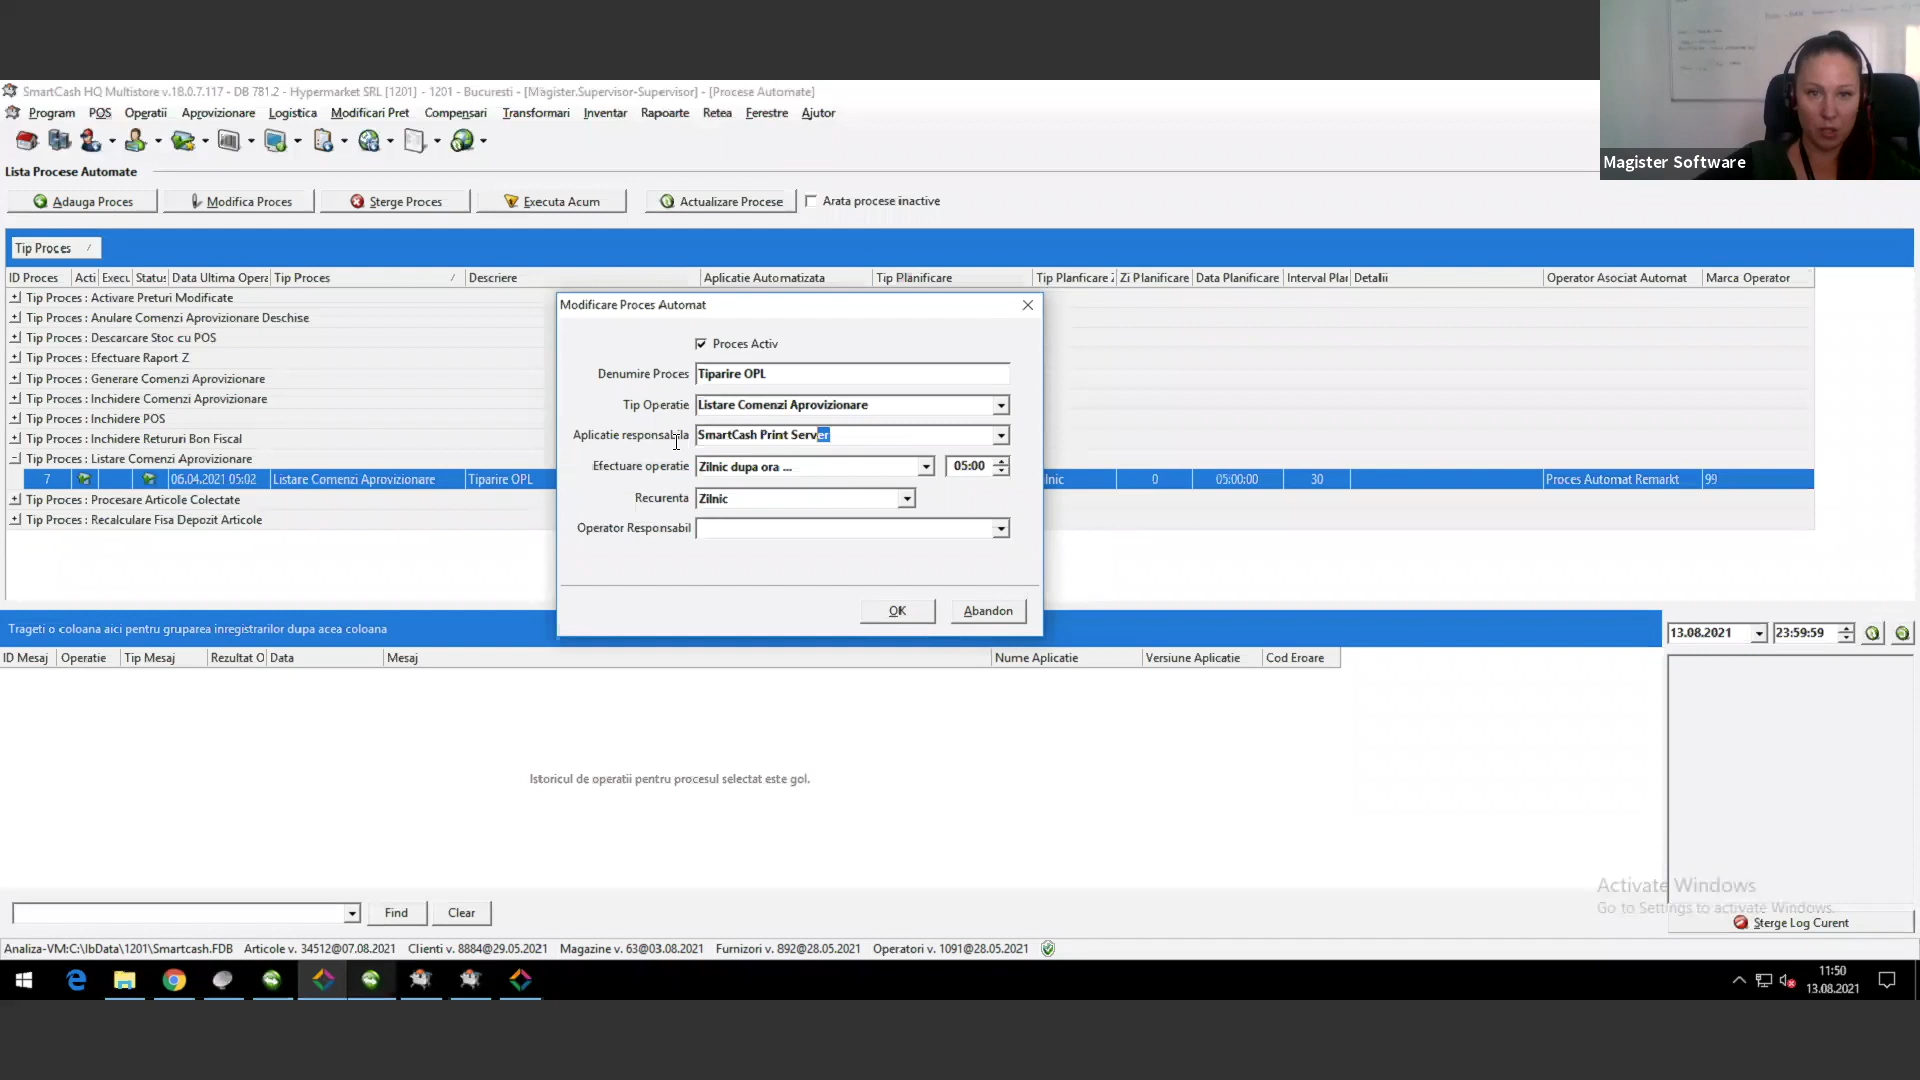 SmartCash HQ Multistore v.18.0.7.117 - DB 781.2 - Hypermarket SRL [1201] - 1201 - Bucuresti - [Magister.Supervisor-Supervisor] - [Procese Automate]
Program POS Operatii Aprovizionare Logistica Modificari Pret Compensari Transformari Inventar Rapoarte Retea Ferestre Ajutor
Magister Software
Lista Procese Automate
Adauga Proces Modifica Proces Sterge Proces Executa Acum Actualizare Procese Arata procese inactive
Tip Proces
ID Proces Acti Execu Status Data Ultima Opera Tip Proces Descriere Aplicatie Automatizata Tip Planificare Tip Planficare Zi Planificare Data Planificare Interval Plan Detalii Operator Asociat Automat Marca Operator
Tip Proces : Activare Preturi Modificate
Tip Proces : Anulare Comenzi Aprovizionare Deschise
Tip Proces : Descarcare Stoc cu POS
Tip Proces : Efectuare Raport Z
Tip Proces : Generare Comenzi Aprovizionare
Tip Proces : Inchidere Comenzi Aprovizionare
Tip Proces : Inchidere POS
Tip Proces : Inchidere Retururi Bon Fiscal
Tip Proces : Listare Comenzi Aprovizionare
7 06.04.2021 05:02 Listare Comenzi Aprovizionare Tiparire OPL lnic 0 05:00:00 30 Proces Automat Remarkt 99
Tip Proces : Procesare Articole Colectate
Tip Proces : Recalculare Fisa Depozit Articole
Modificare Proces Automat
Proces Activ
Denumire Proces Tiparire OPL
Tip Operatie Listare Comenzi Aprovizionare
Aplicatie responsabila SmartCash Print Server
Efectuare operatie Zilnic dupa ora ... 05:00
Recurenta Zilnic
Operator Responsabil
OK Abandon
Trageti o coloana aici pentru gruparea inregistrarilor dupa acea coloana
13.08.2021 23:59:59
ID Mesaj Operatie Tip Mesaj Rezultat O Data Mesaj Nume Aplicatie Versiune Aplicatie Cod Eroare
Istoricul de operatii pentru procesul selectat este gol.
Activate Windows
Go to Settings to activate Windows.
Find Clear
Sterge Log Curent
Analiza-VM:C:\IbData\1201\Smartcash.FDB Articole v. 34512@07.08.2021 Clienti v. 8884@29.05.2021 Magazine v. 63@03.08.2021 Furnizori v. 892@28.05.2021 Operatori v. 1091@28.05.2021
11:50
13.08.2021